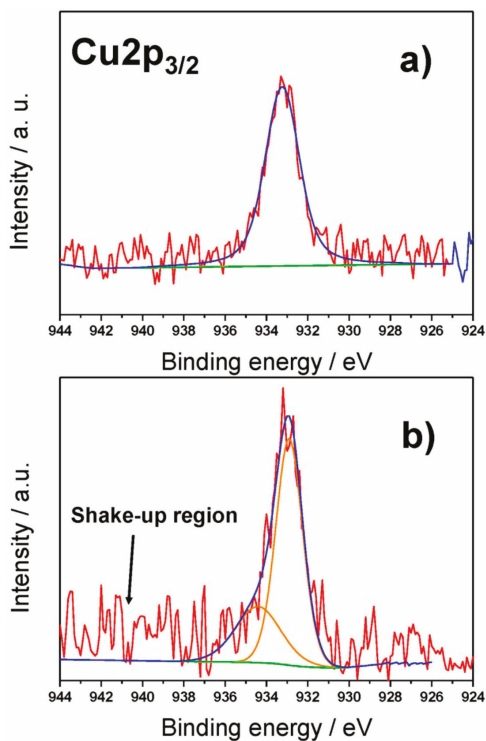 Cu2p3/2
a)
Intensity / a. u.
944 942 940 938 936 934 932 930 928 926 924
Binding energy / eV
b)
Shake-up region
Intensity / a.u.
944 942 940 938 936 934 932 930 928 926 924
Binding energy / eV